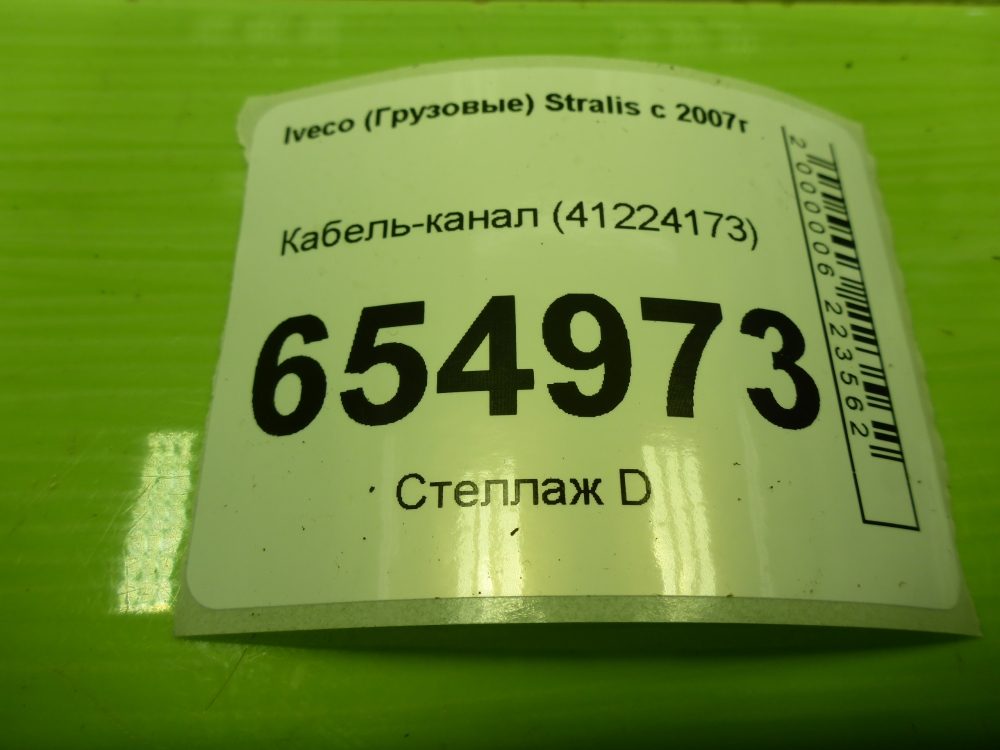 Iveco (Грузовые) Stralis с 2007г
Кабель-канал (41224173)
654973
Стеллаж D
2000006223562